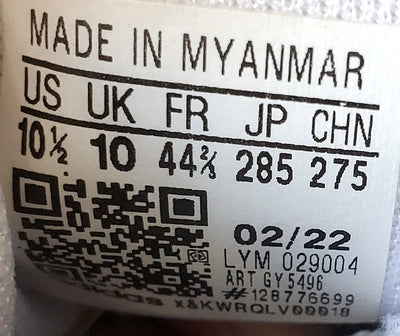 MADE IN MYANMAR
US UK FR JP CHN
10½ 10 44⅔ 285 275
02/22
LYM 029004
ART GY5496
#128776699
x&KWRQLV00018